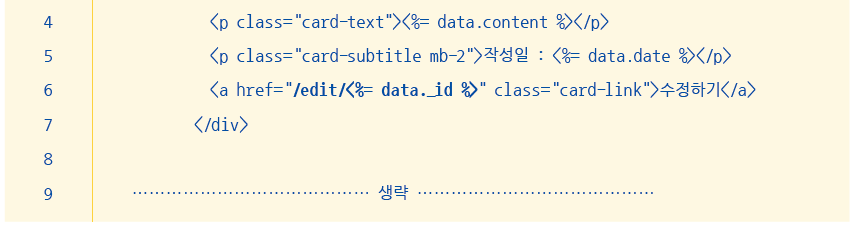 4 <p class="card-text"><%= data.content %></p>
5 <p class="card-subtitle mb-2">작성일 : <%= data.date %></p>
6 <a href="/edit/<%= data._id %>" class="card-link">수정하기</a>
7 </div>
8
9 …………………………………… 생략 ……………………………………